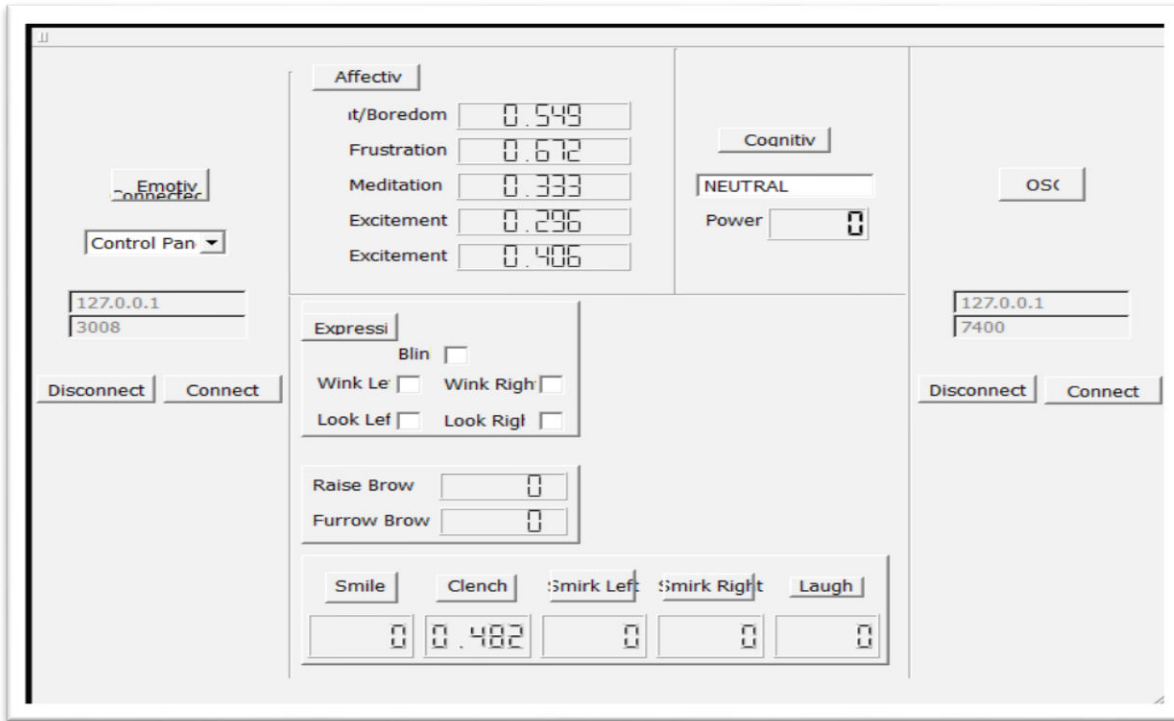 Affectiv
ıt/Boredom 0.549
Frustration 0.672
Meditation 0.333
Excitement 0.296
Excitement 0.406
Cognitiv
NEUTRAL
Power 0
Emotiv
Connected
Control Pan
127.0.0.1
3008
Disconnect Connect
Expressi
Blin
Wink Le Wink Righ
Look Lef Look Righ
Raise Brow 0
Furrow Brow 0
Smile Clench Smirk Left Smirk Right Laugh
0 0.482 0 0 0
OSC
127.0.0.1
7400
Disconnect Connect